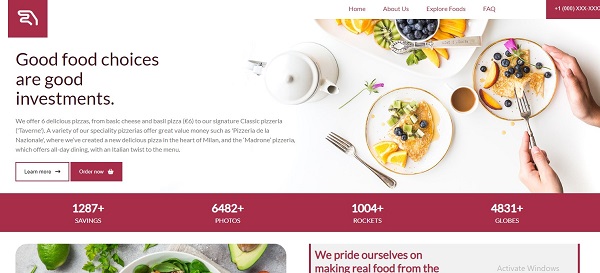 Home About Us Explore Foods FAQ +1 (000) XXX-XXX
Good food choices
are good
investments.
We offer 6 delicious pizzas, from basic cheese and basil pizza (€6) to our signature Classic pizzeria
('Taverne'). A variety of our speciality pizzerias offer great value money such as 'Pizzeria de la
Nazionale', where we've created a new delicious pizza in the heart of Milan, and the 'Madrone' pizzeria,
which offers all-day dining, with an Italian twist to the menu.
Learn more Order now
1287+ 6482+ 1004+ 4831+
SAVINGS PHOTOS ROCKETS GLOBES
We pride ourselves on
making real food from the
Activate Windows